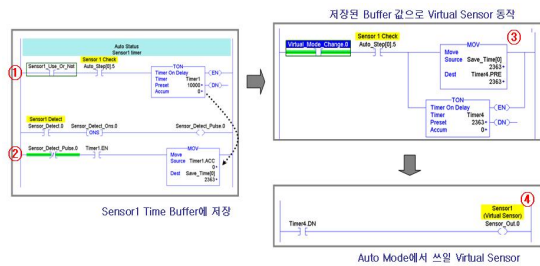 저장된 Buffer 값으로 Virtual Sensor 동작
Auto Status
Sensor1 timer
Sensor 1 Check
① Sensor1_Use_Or_Not Auto_Step[0].5
TON
Timer On Delay
Timer Timer1
Preset 10000
Accum 0
EN
DN
Sensor1 Detect
Sensor_Detect.0 Sensor_Detect_Ons.0 Sensor_Detect_Pulse.0
ONS
② Sensor_Detect_Pulse.0 Timer1.EN
MOV
Move
Source Timer1.ACC
0
Dest Save_Time[0]
2363
Sensor1 Time Buffer에 저장
Sensor 1 Check
Virtual_Mode_Change.0 Auto_Step[0].5
③
MOV
Move
Source Save_Time[0]
2363
Dest Timer4.PRE
2363
TON
Timer On Delay
Timer Timer4
Preset 2363
Accum 0
EN
DN
④
Sensor1
(Virtual Sensor)
Timer4.DN Sensor_Out.0
Auto Mode에서 쓰일 Virtual Sensor